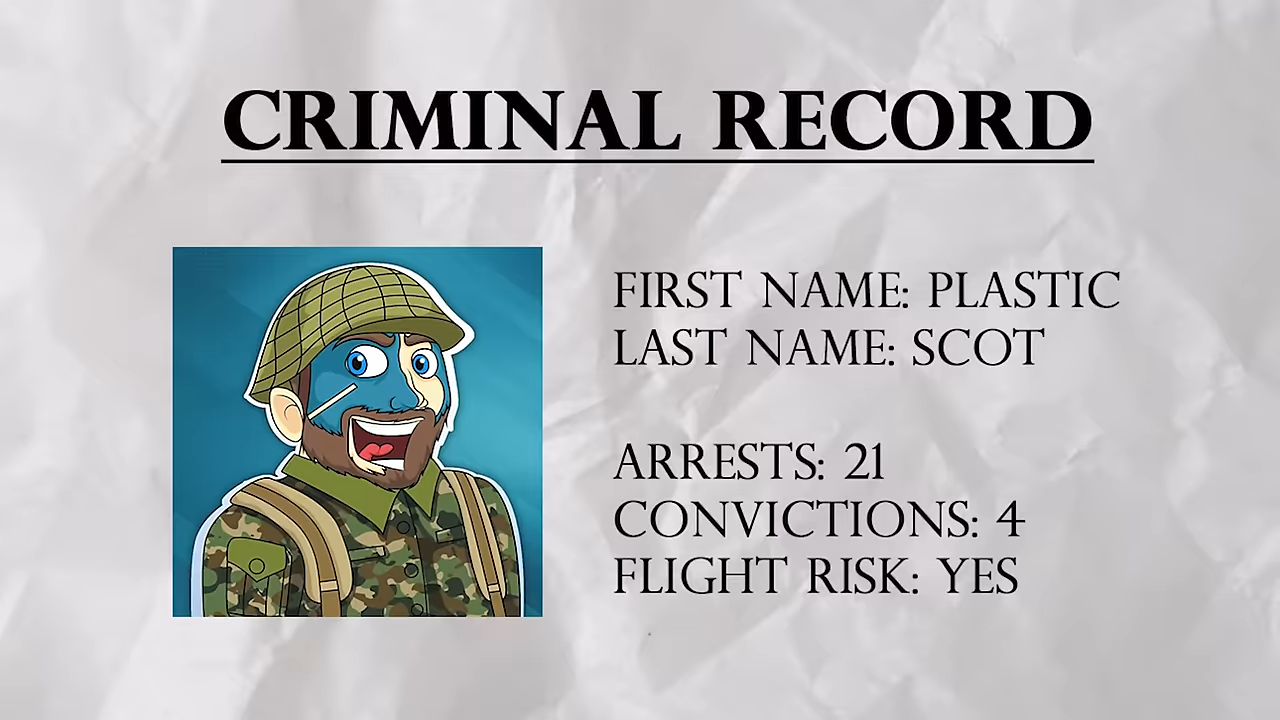 CRIMINAL RECORD
FIRST NAME: PLASTIC
LAST NAME: SCOT
ARRESTS: 21
CONVICTIONS: 4
FLIGHT RISK: YES